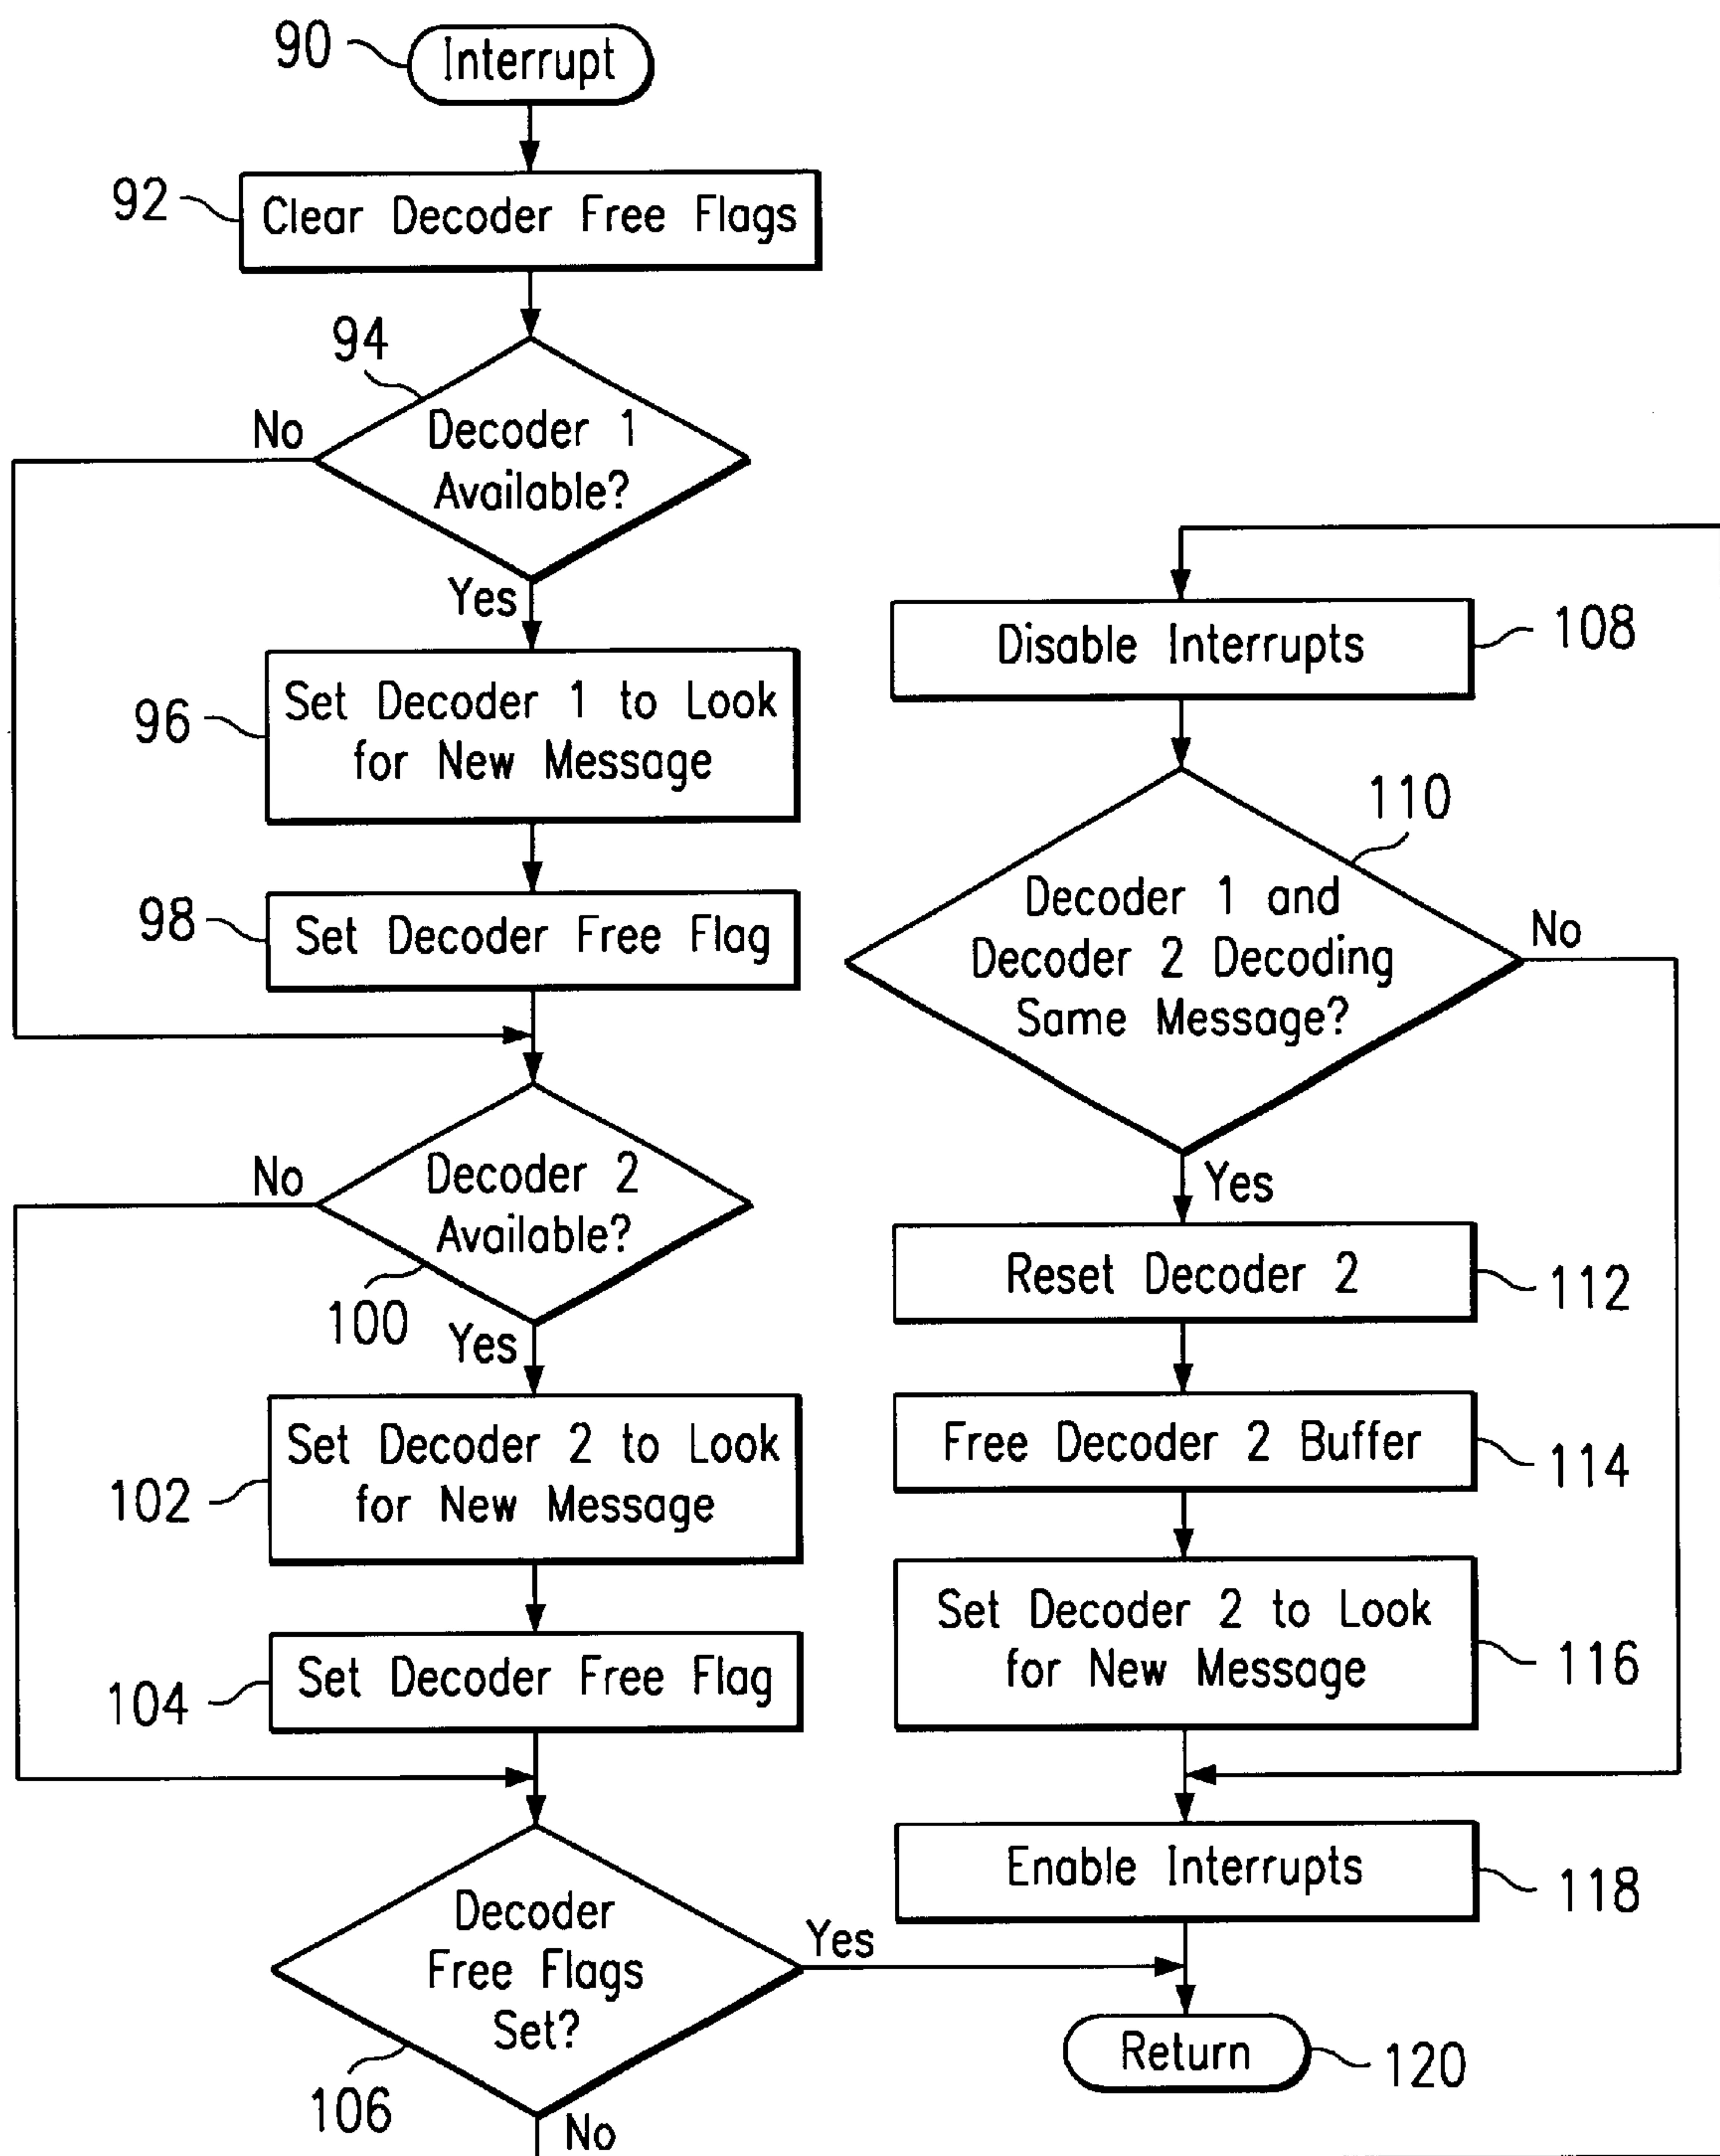 90
Interrupt
92
Clear Decoder Free Flags
94
No
Decoder 1
Available?
Yes
96
Set Decoder 1 to Look
for New Message
98
Set Decoder Free Flag
No
Decoder 2
Available?
100
Yes
102
Set Decoder 2 to Look
for New Message
104
Set Decoder Free Flag
Decoder
Free Flags
Set?
Yes
106
No
Disable Interrupts
108
110
Decoder 1 and
Decoder 2 Decoding
Same Message?
No
Yes
Reset Decoder 2
112
Free Decoder 2 Buffer
114
Set Decoder 2 to Look
for New Message
116
Enable Interrupts
118
Return
120